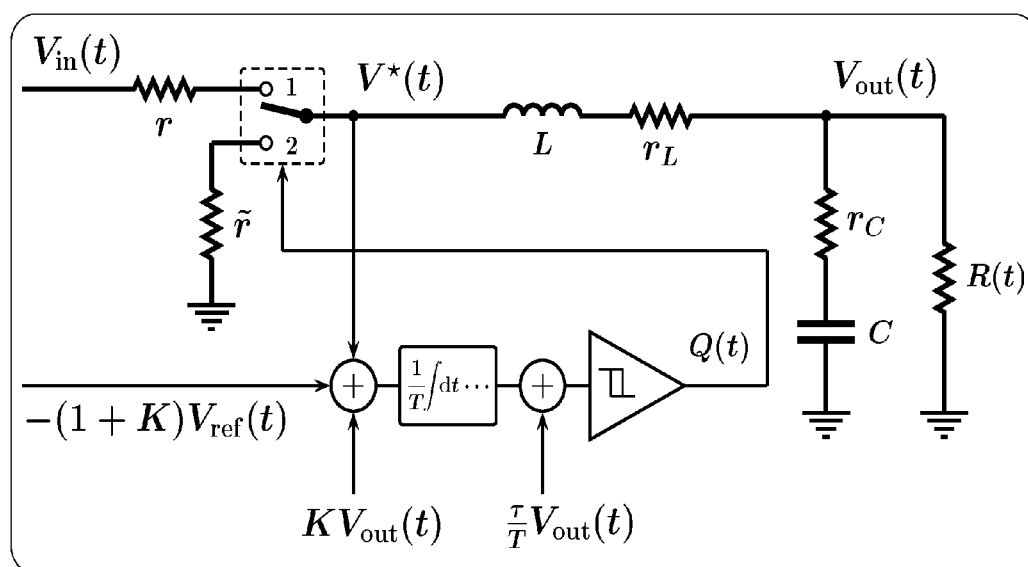 V_in(t)
r
1
2
r̃
V*(t)
L
r_L
V_out(t)
r_C
C
R(t)
Q(t)
−(1 + K)V_ref(t)
+
1/T ∫dt ⋯
+
KV_out(t)
τ/T V_out(t)